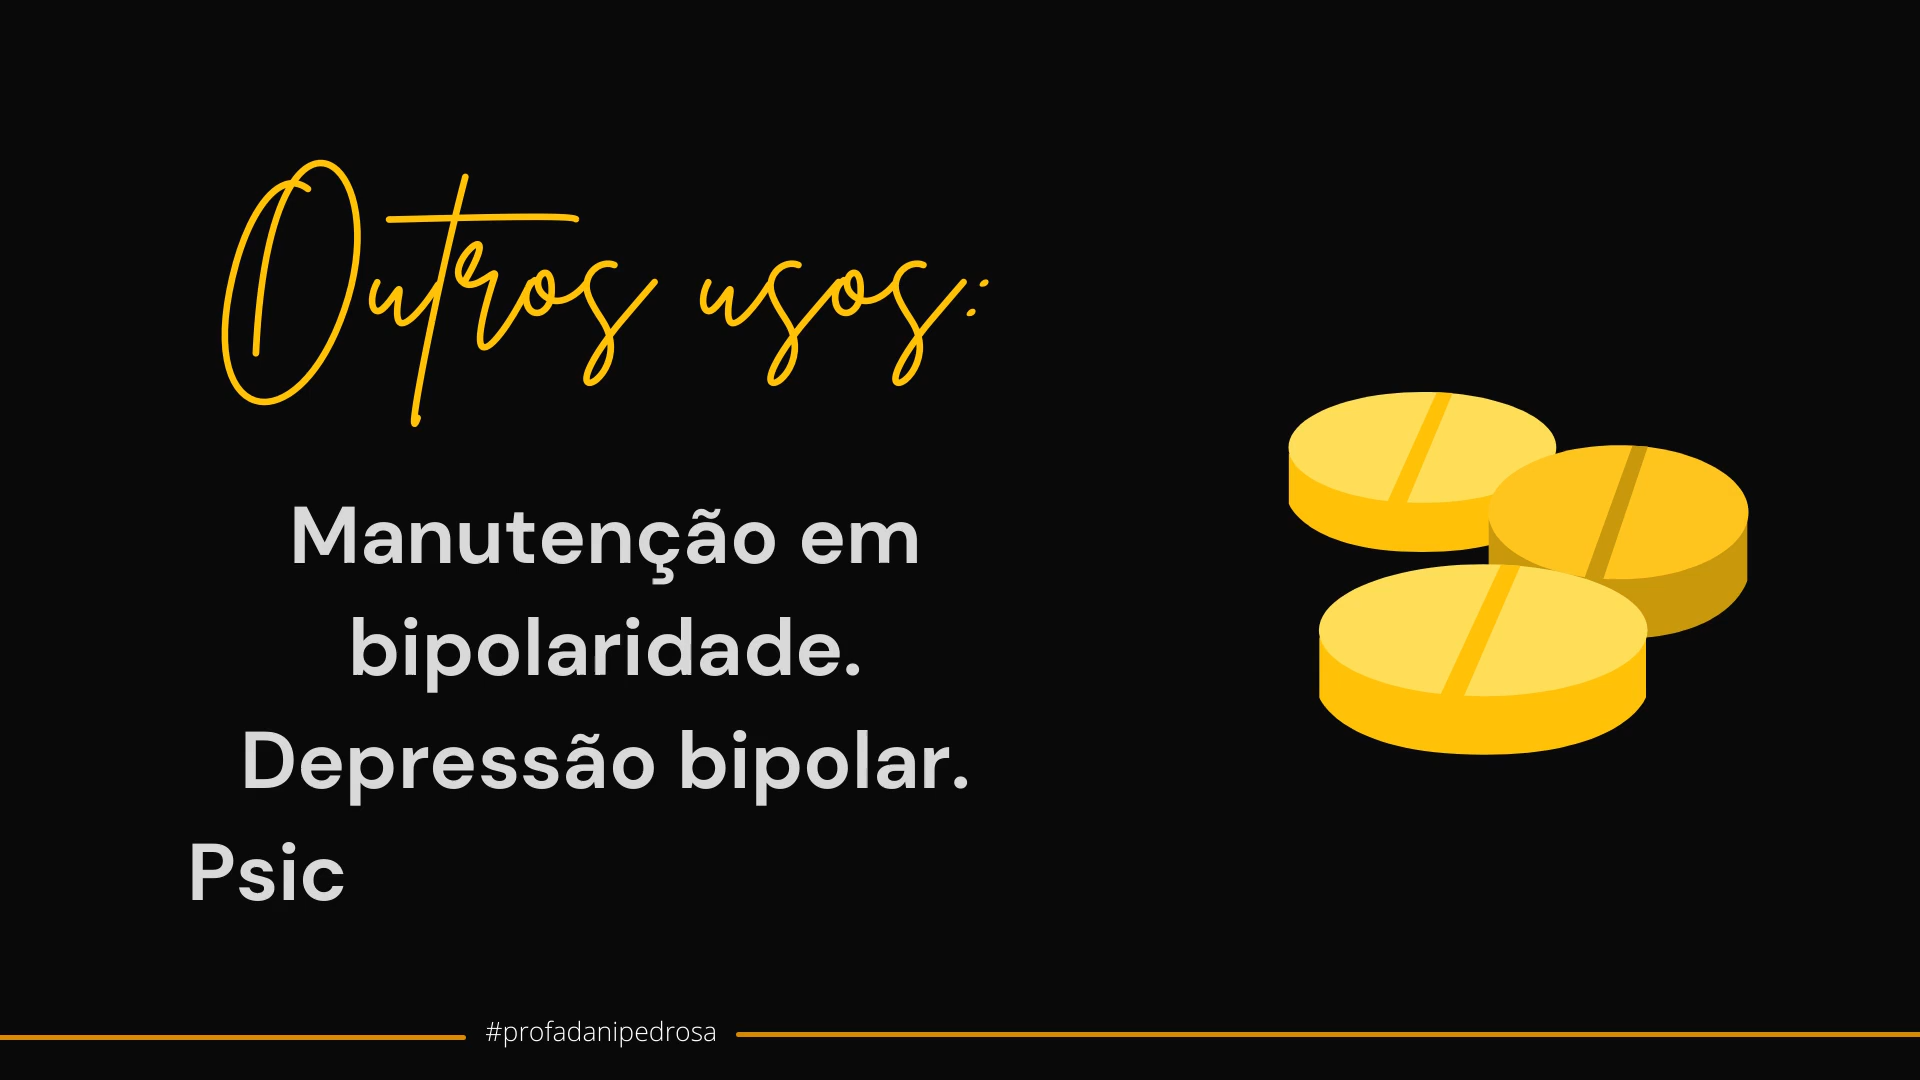 Outros usos:
Manutenção em
bipolaridade.
Depressão bipolar.
Psic
#profadanipedrosa